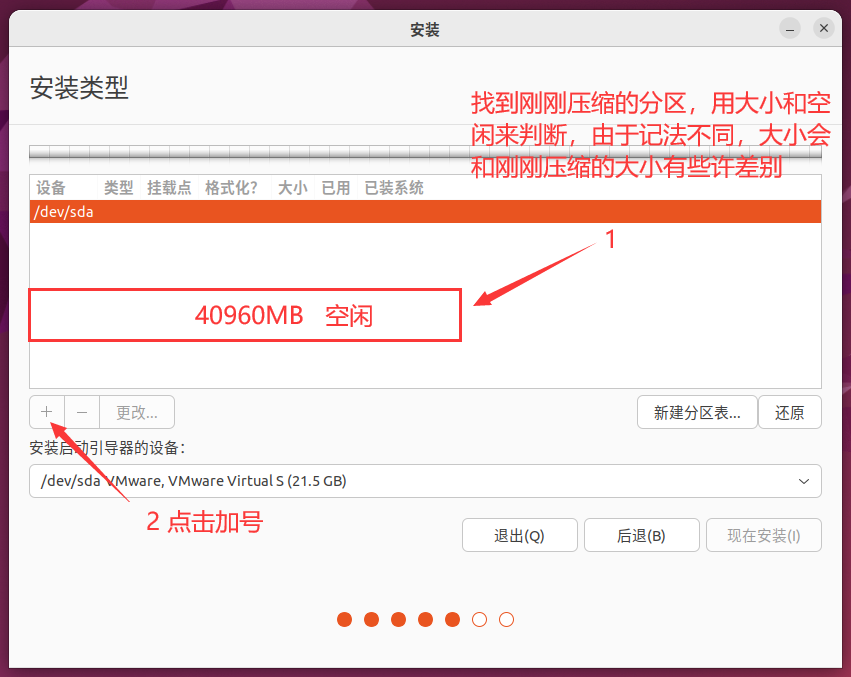 安装
安装类型
找到刚刚压缩的分区，用大小和空
闲来判断，由于记法不同，大小会
和刚刚压缩的大小有些许差别
设备 类型 挂载点 格式化？ 大小 已用 已装系统
/dev/sda
1
40960MB 空闲
+ − 更改... 新建分区表... 还原
安装启动引导器的设备：
/dev/sda VMware, VMware Virtual S (21.5 GB)
2 点击加号
退出(Q) 后退(B) 现在安装(I)